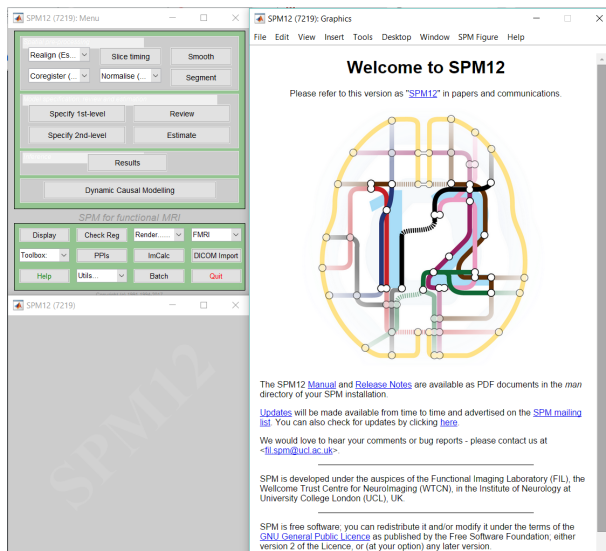 SPM12 (7219): Menu
Realign (Es...
Slice timing
Smooth
Coregister (...
Normalise (...
Segment
Specify 1st-level
Review
Specify 2nd-level
Estimate
Results
Dynamic Causal Modelling
SPM for functional MRI
Display
Check Reg
Render......
FMRI
Toolbox:
PPIs
ImCalc
DICOM Import
Help
Utils...
Batch
Quit
SPM12 (7219)
SPM12
SPM12 (7219): Graphics
File Edit View Insert Tools Desktop Window SPM Figure Help
Welcome to SPM12
Please refer to this version as "SPM12" in papers and communications.
The SPM12 Manual and Release Notes are available as PDF documents in the man
directory of your SPM installation.
Updates will be made available from time to time and advertised on the SPM mailing
list. You can also check for updates by clicking here.
We would love to hear your comments or bug reports - please contact us at
<fil.spm@ucl.ac.uk>.
SPM is developed under the auspices of the Functional Imaging Laboratory (FIL), the
Wellcome Trust Centre for NeuroImaging (WTCN), in the Institute of Neurology at
University College London (UCL), UK.
SPM is free software; you can redistribute it and/or modify it under the terms of the
GNU General Public Licence as published by the Free Software Foundation; either
version 2 of the Licence, or (at your option) any later version.